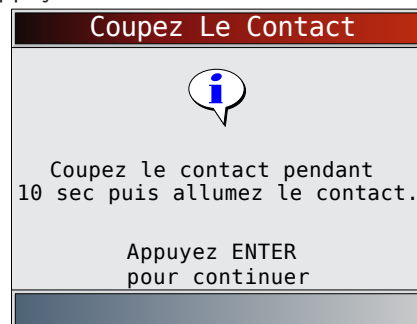 Coupez Le Contact
i
Coupez le contact pendant
10 sec puis allumez le contact.
Appuyez ENTER
pour continuer